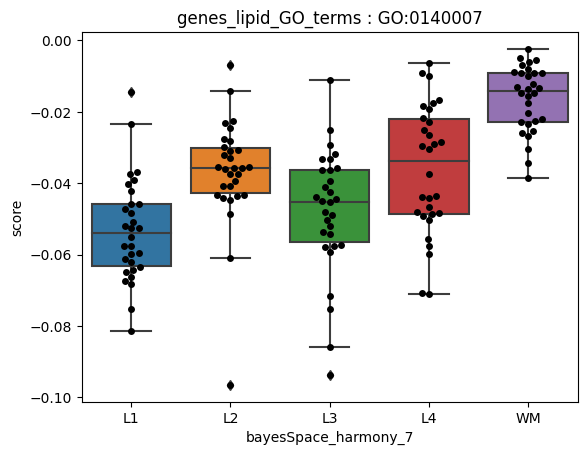 genes_lipid_GO_terms : GO:0140007
0.00
−0.02
−0.04
−0.06
−0.08
−0.10
score
L1 L2 L3 L4 WM
bayesSpace_harmony_7